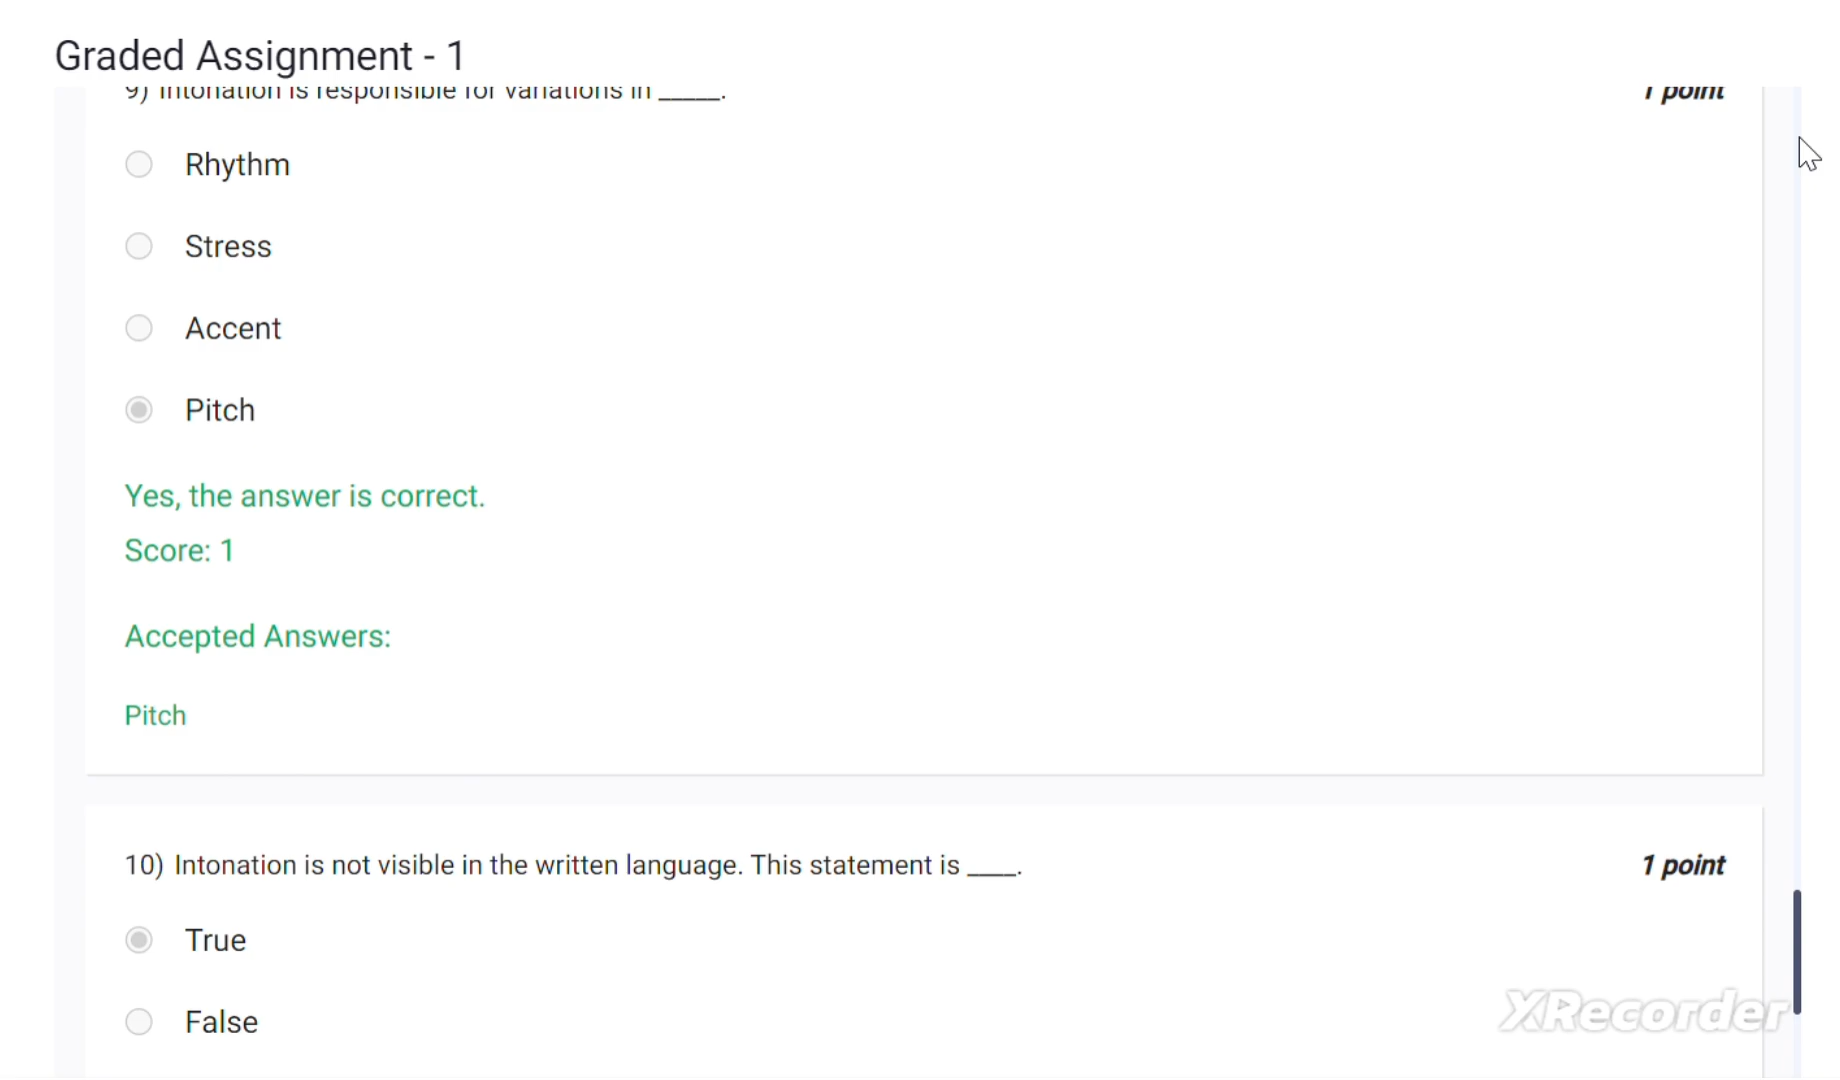 Graded Assignment - 1
9) Intonation is responsible for variations in _____.
1 point
Rhythm
Stress
Accent
Pitch
Yes, the answer is correct.
Score: 1
Accepted Answers:
Pitch
10) Intonation is not visible in the written language. This statement is ____.
1 point
True
False
XRecorder